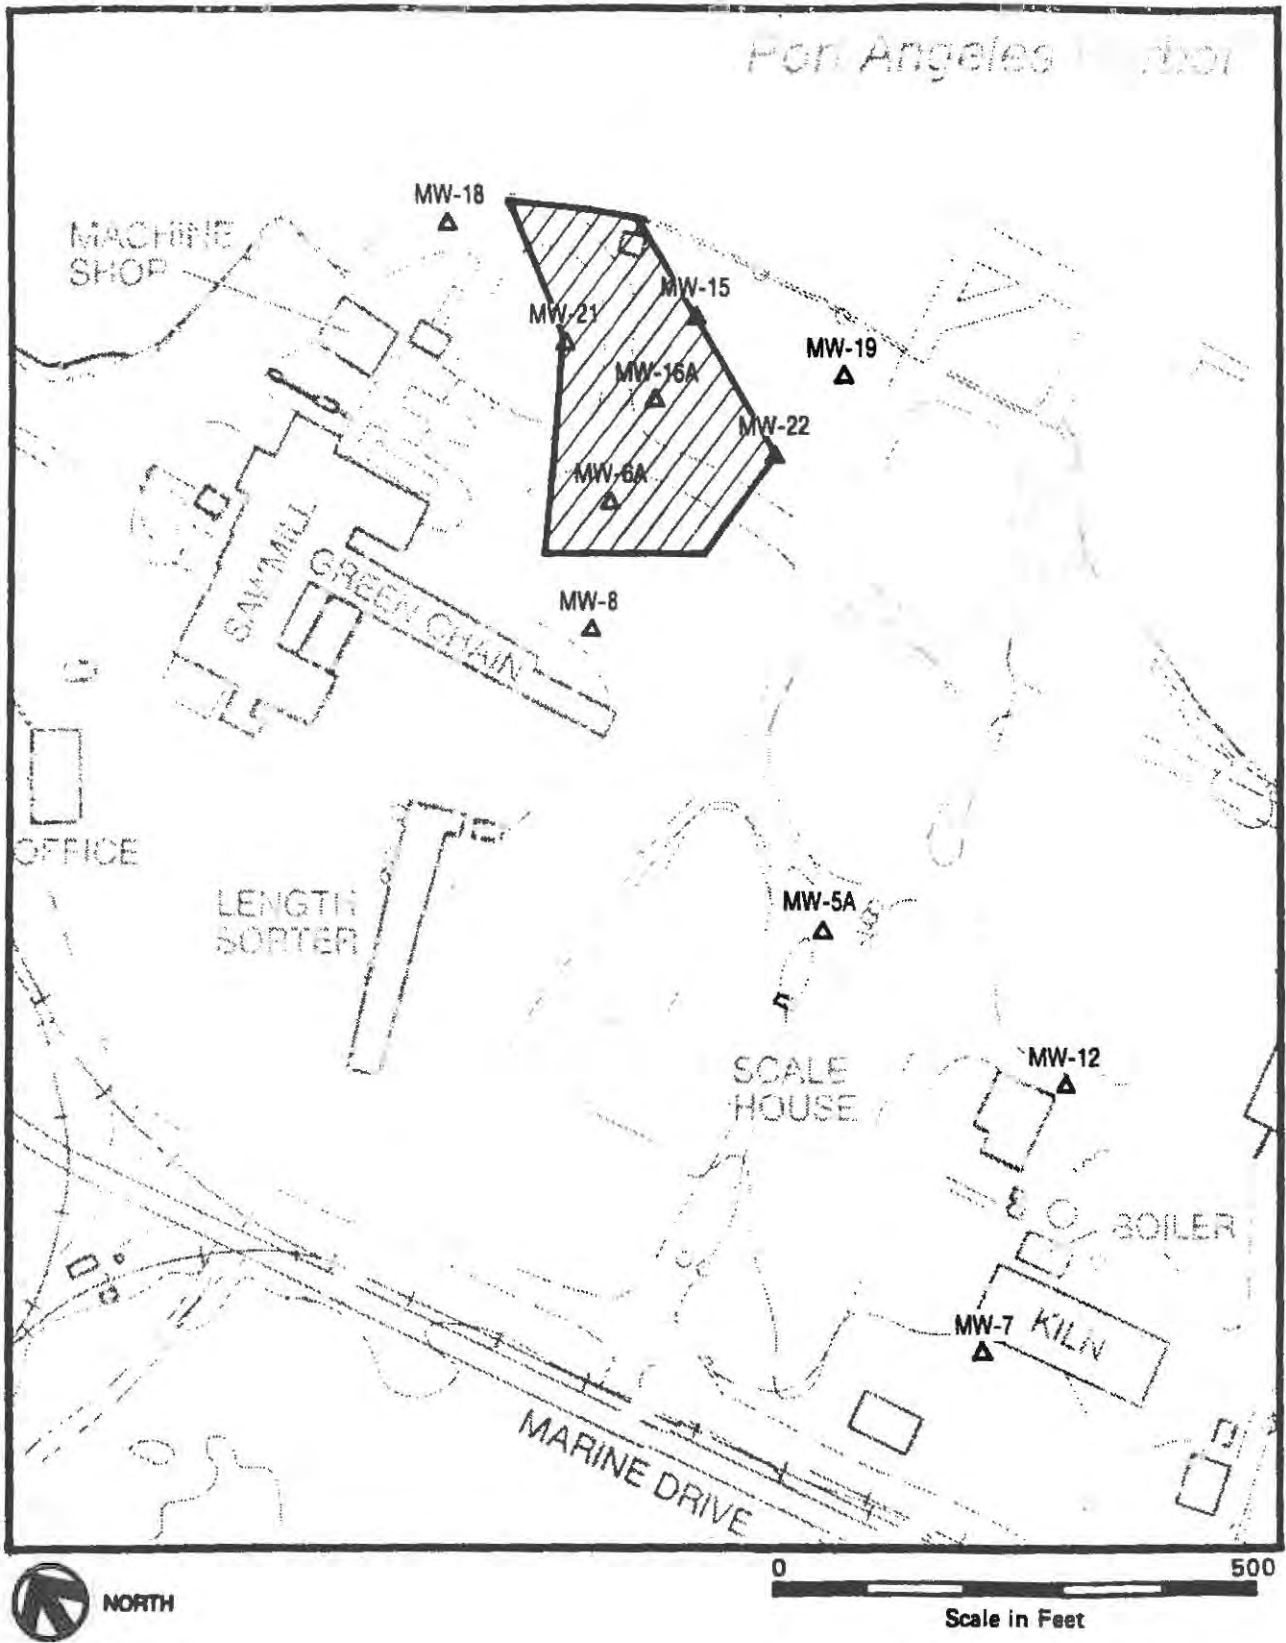 Port Angeles Harbor
MW-18
MACHINE
SHOP
MW-15
MW-21
MW-19
MW-16A
MW-22
MW-6A
SAWMILL
GREEN CHAIN
MW-8
OFFICE
LENGTH
SORTER
MW-5A
SCALE
HOUSE
MW-12
BOILER
MW-7
KILN
MARINE DRIVE
NORTH
0
500
Scale in Feet